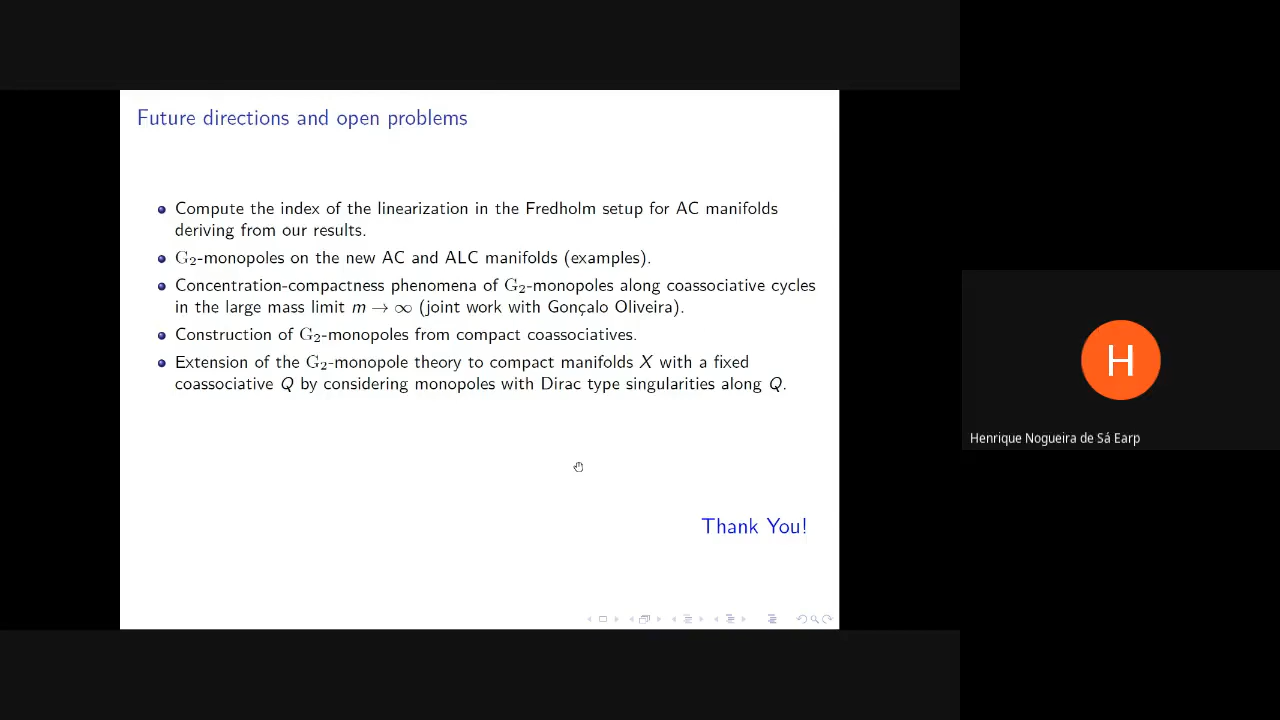 Future directions and open problems
Compute the index of the linearization in the Fredholm setup for AC manifolds
deriving from our results.
G₂-monopoles on the new AC and ALC manifolds (examples).
Concentration-compactness phenomena of G₂-monopoles along coassociative cycles
in the large mass limit m → ∞ (joint work with Gonçalo Oliveira).
Construction of G₂-monopoles from compact coassociatives.
Extension of the G₂-monopole theory to compact manifolds X with a fixed
coassociative Q by considering monopoles with Dirac type singularities along Q.
Thank You!
H
Henrique Nogueira de Sá Earp